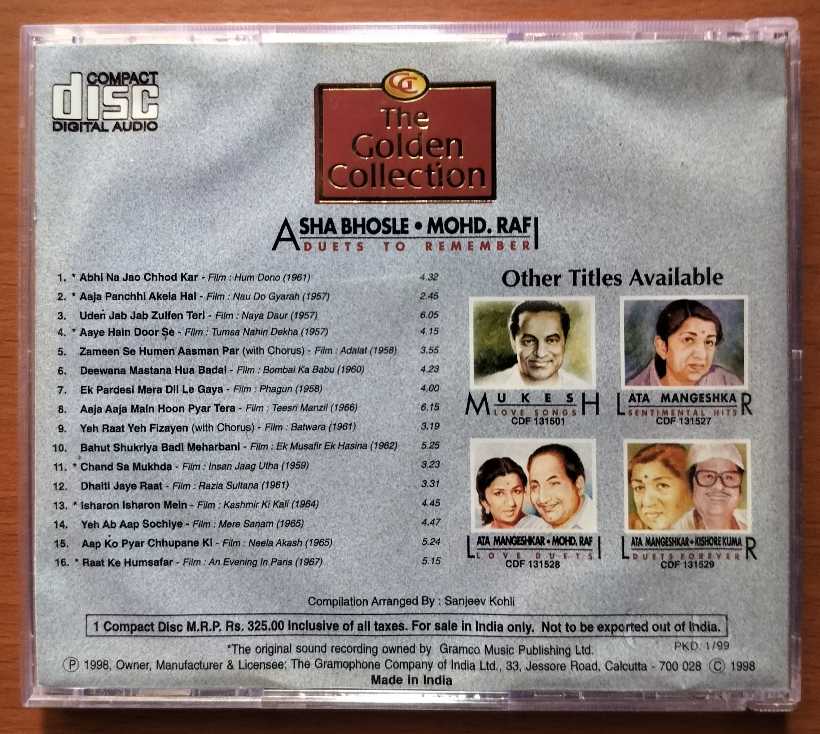 COMPACT
disc
DIGITAL AUDIO
GC
The
Golden
Collection
ASHA BHOSLE • MOHD. RAFI
DUETS TO REMEMBER
1. * Abhi Na Jao Chhod Kar - Film : Hum Dono (1961) 4.32
2. * Aaja Panchhi Akela Hai - Film : Nau Do Gyarah (1957) 2.45
3. Uden Jab Jab Zulfen Teri - Film : Naya Daur (1957) 6.05
4. * Aaye Hain Door Se - Film : Tumsa Nahin Dekha (1957) 4.15
5. Zameen Se Humen Aasman Par (with Chorus) - Film : Adalat (1958) 3.55
6. Deewana Mastana Hua Badal - Film : Bombai Ka Babu (1960) 4.23
7. Ek Pardesi Mera Dil Le Gaya - Film : Phagun (1958) 4.00
8. Aaja Aaja Main Hoon Pyar Tera - Film : Teesri Manzil (1966) 6.15
9. Yeh Raat Yeh Fizayen (with Chorus) - Film : Batwara (1961) 3.19
10. Bahut Shukriya Badi Meharbani - Film : Ek Musafir Ek Hasina (1962) 5.25
11. * Chand Sa Mukhda - Film : Insan Jaag Utha (1959) 3.23
12. Dhalti Jaye Raat - Film : Razia Sultana (1961) 3.31
13. * Isharon Isharon Mein - Film : Kashmir Ki Kali (1964) 4.45
14. Yeh Ab Aap Sochiye - Film : Mere Sanam (1965) 4.47
15. Aap Ko Pyar Chhupane Ki - Film : Neela Akash (1965) 5.24
16. * Raat Ke Humsafar - Film : An Evening In Paris (1967) 5.15
Other Titles Available
MUKESH
LOVE SONGS
CDF 131501
LATA MANGESHKAR
SENTIMENTAL HITS
CDF 131527
LATA MANGESHKAR • MOHD. RAFI
LOVE DUETS
CDF 131528
LATA MANGESHKAR • KISHORE KUMAR
DUETS FOREVER
CDF 131529
Compilation Arranged By : Sanjeev Kohli
1 Compact Disc M.R.P. Rs. 325.00 Inclusive of all taxes. For sale in India only. Not to be exported out of India.
*The original sound recording owned by Gramco Music Publishing Ltd.
PKD. 1/99
Ⓟ 1998, Owner, Manufacturer & Licensee: The Gramophone Company of India Ltd., 33, Jessore Road, Calcutta - 700 028 © 1998
Made in India